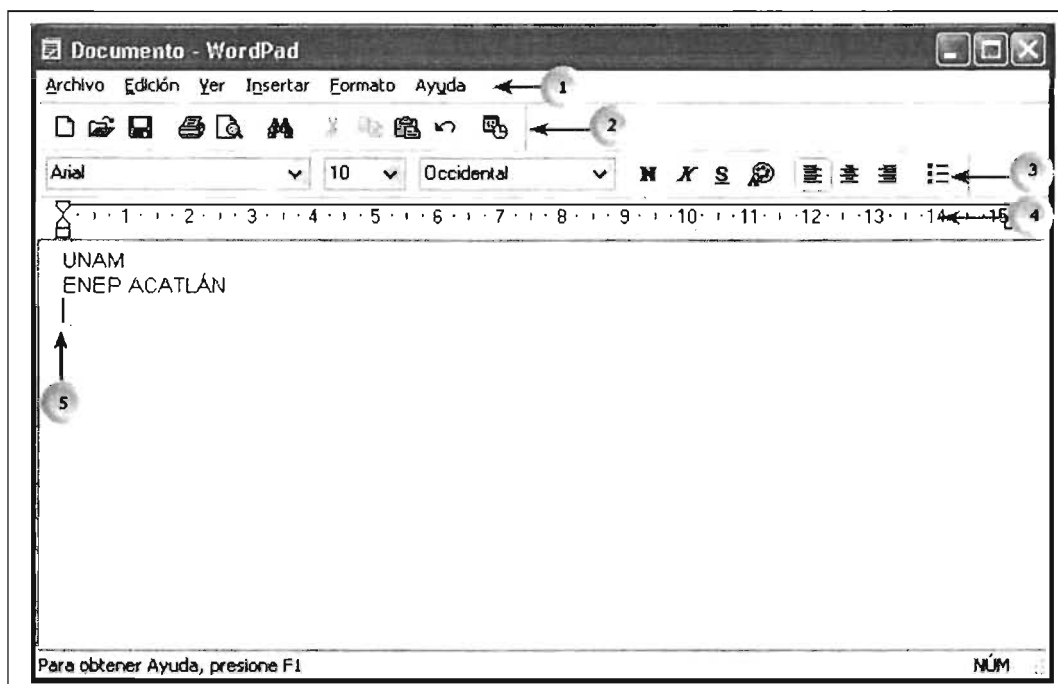 Documento - WordPad
Archivo Edición Ver Insertar Formato Ayuda 1
2
Arial 10 Occidental N K S 3
1 2 3 4 5 6 7 8 9 10 11 12 13 14 15 4
UNAM
ENEP ACATLÁN
5
Para obtener Ayuda, presione F1 NÚM